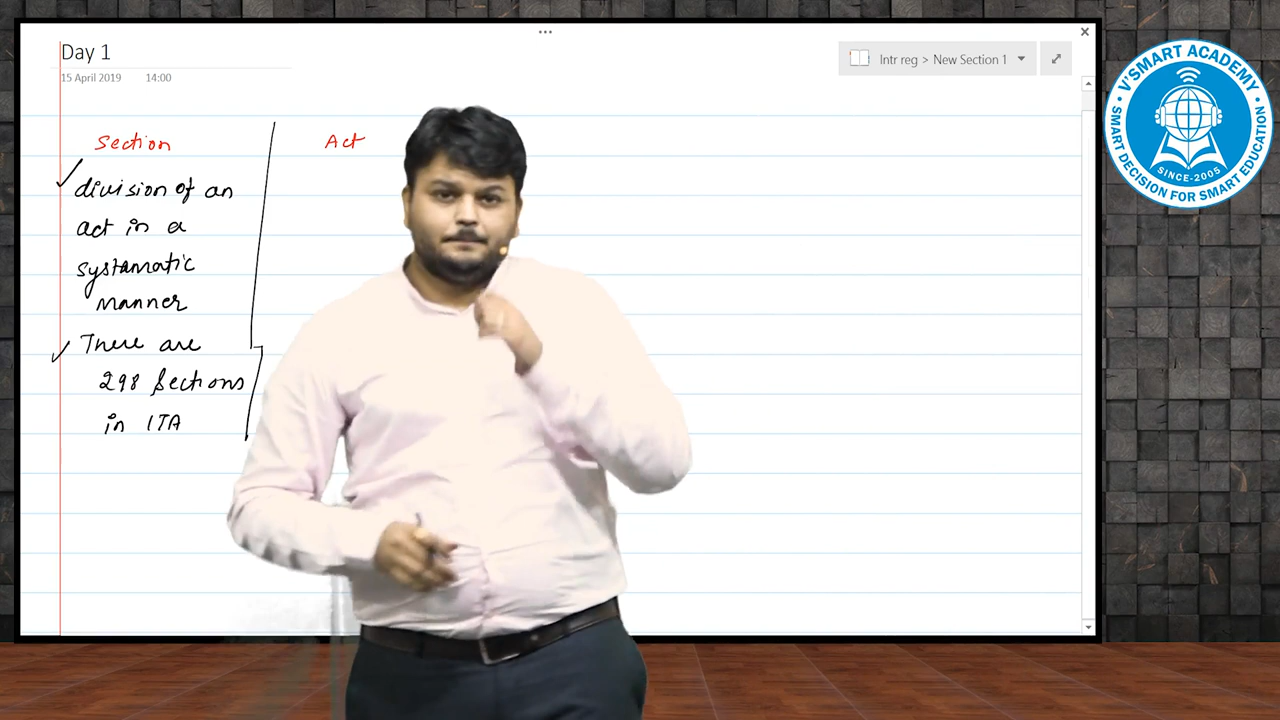 Day 1
15 April 2019 14:00
Intr reg > New Section 1
Section
Act
division of an
act in a
systamatic
manner
There are
298 Sections
in ITA
V'SMART ACADEMY
SINCE-2005
SMART DECISION FOR SMART EDUCATION